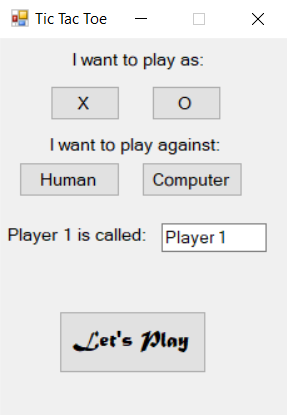 Tic Tac Toe
I want to play as:
X O
I want to play against:
Human Computer
Player 1 is called: Player 1
Let's Play